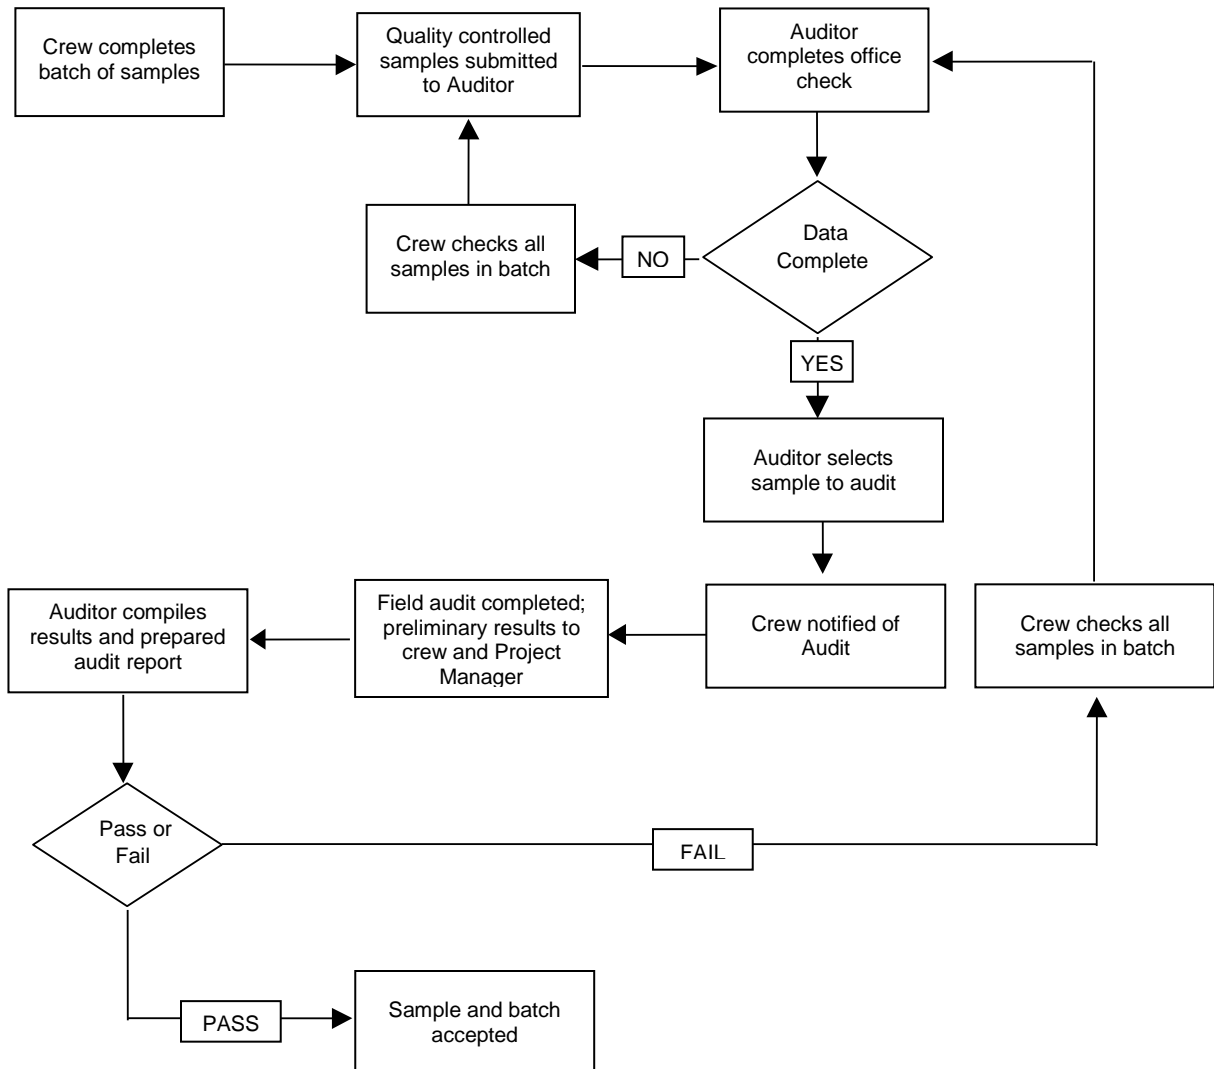 Crew completes
batch of samples
Quality controlled
samples submitted
to Auditor
Auditor
completes office
check
Crew checks all
samples in batch
NO
Data
Complete
YES
Auditor selects
sample to audit
Auditor compiles
results and prepared
audit report
Field audit completed;
preliminary results to
crew and Project
Manager
Crew notified of
Audit
Crew checks all
samples in batch
Pass or
Fail
FAIL
PASS
Sample and batch
accepted